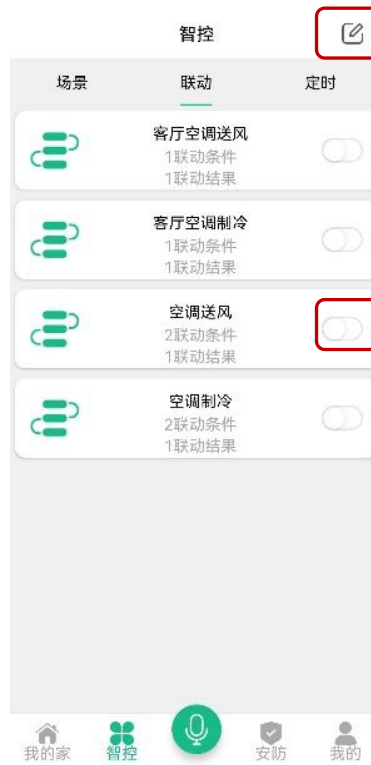 智控
场景 联动 定时
客厅空调送风
1联动条件
1联动结果
客厅空调制冷
1联动条件
1联动结果
空调送风
2联动条件
1联动结果
空调制冷
2联动条件
1联动结果
我的家 智控 安防 我的